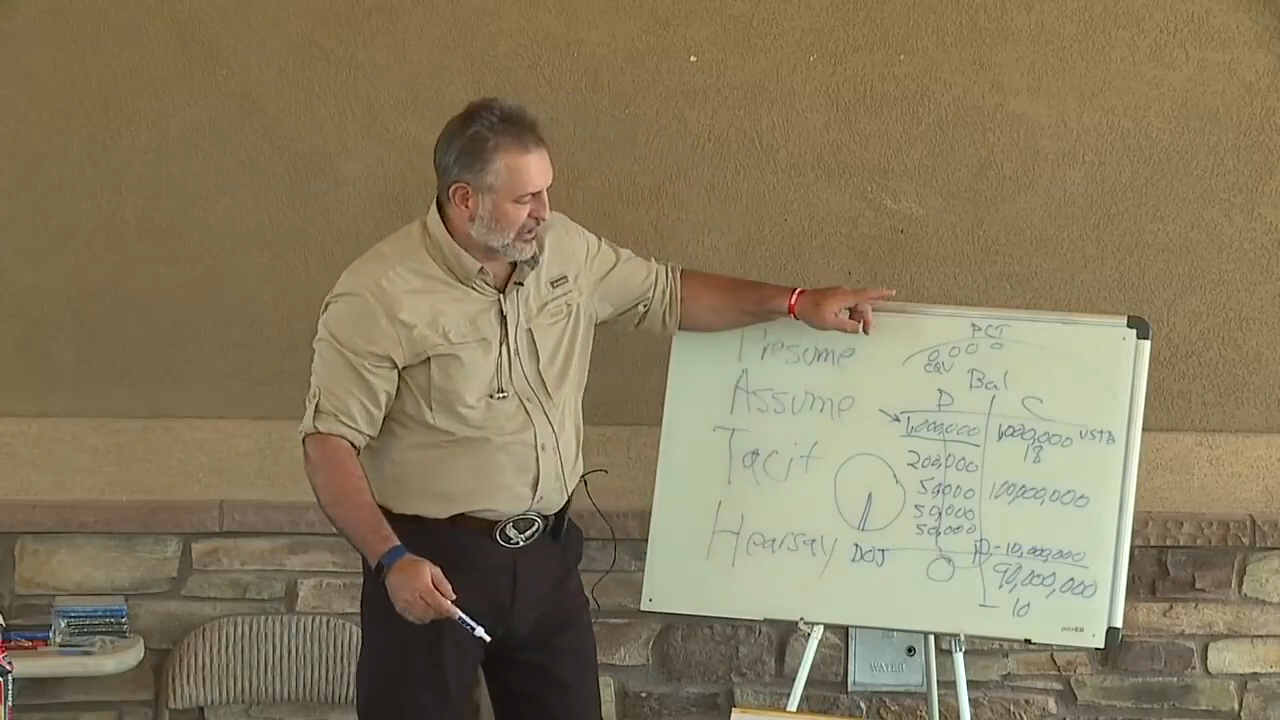 Presume
Assume
Tacit
Hearsay
PCT
CQV
Bal
D
C
1,000,000
1,000,000 USTB
18
200,000
50,000
100,000,000
50,000
50,000
DOJ
-10,000,000
90,000,000
10
WATER